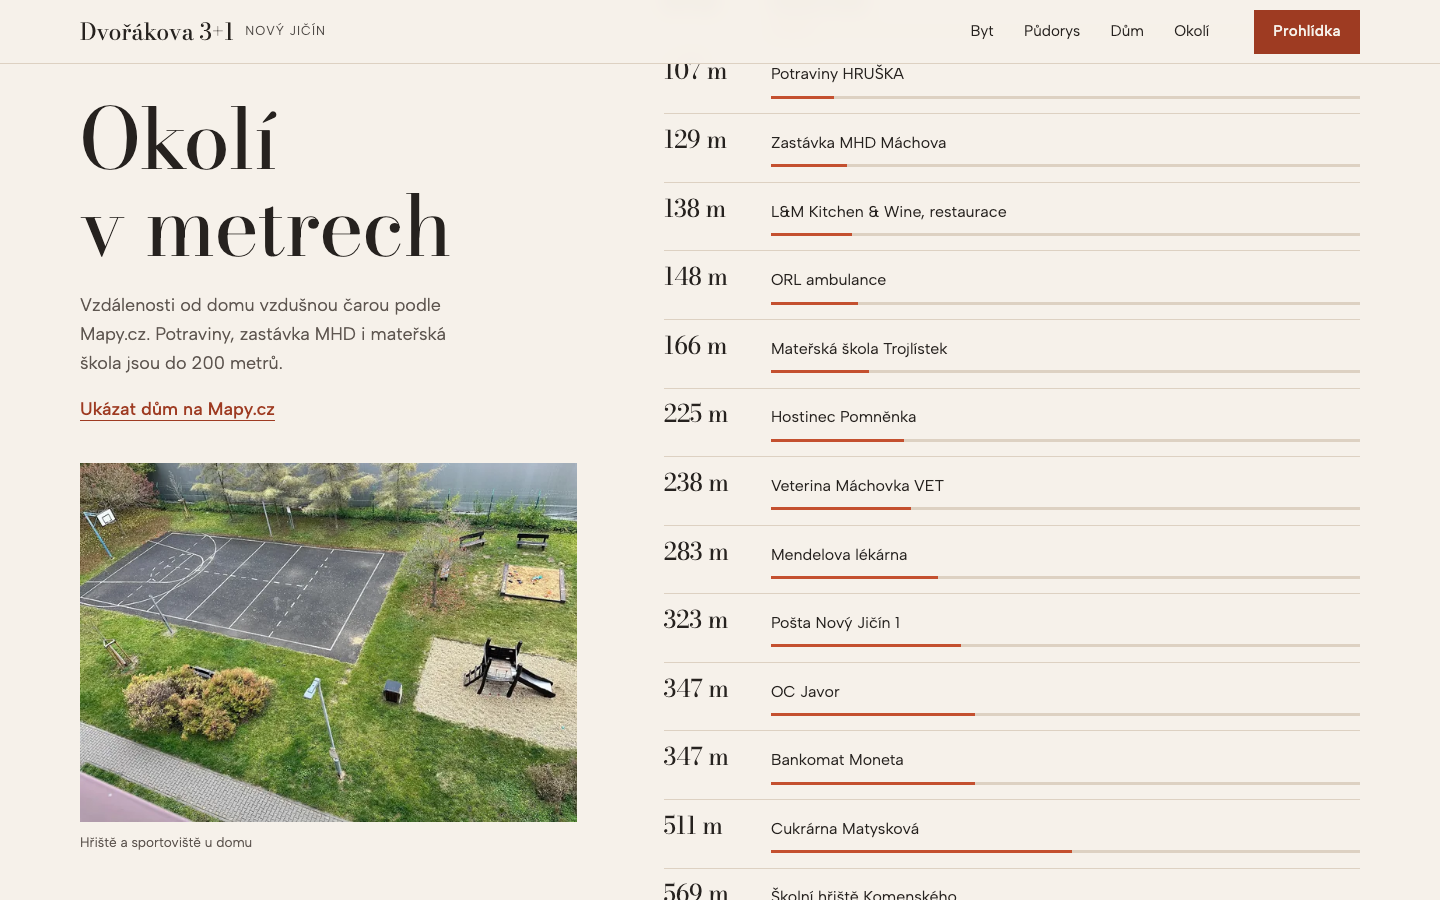 Dvořákova 3+1 NOVÝ JIČÍN
Byt Půdorys Dům Okolí Prohlídka
Okolí
v metrech
Vzdálenosti od domu vzdušnou čarou podle
Mapy.cz. Potraviny, zastávka MHD i mateřská
škola jsou do 200 metrů.
Ukázat dům na Mapy.cz
Hřiště a sportoviště u domu
107 m Potraviny HRUŠKA
129 m Zastávka MHD Máchova
138 m L&M Kitchen & Wine, restaurace
148 m ORL ambulance
166 m Mateřská škola Trojlístek
225 m Hostinec Pomněnka
238 m Veterina Máchovka VET
283 m Mendelova lékárna
323 m Pošta Nový Jičín 1
347 m OC Javor
347 m Bankomat Moneta
511 m Cukrárna Matysková
569 m Školní hřiště Komenského